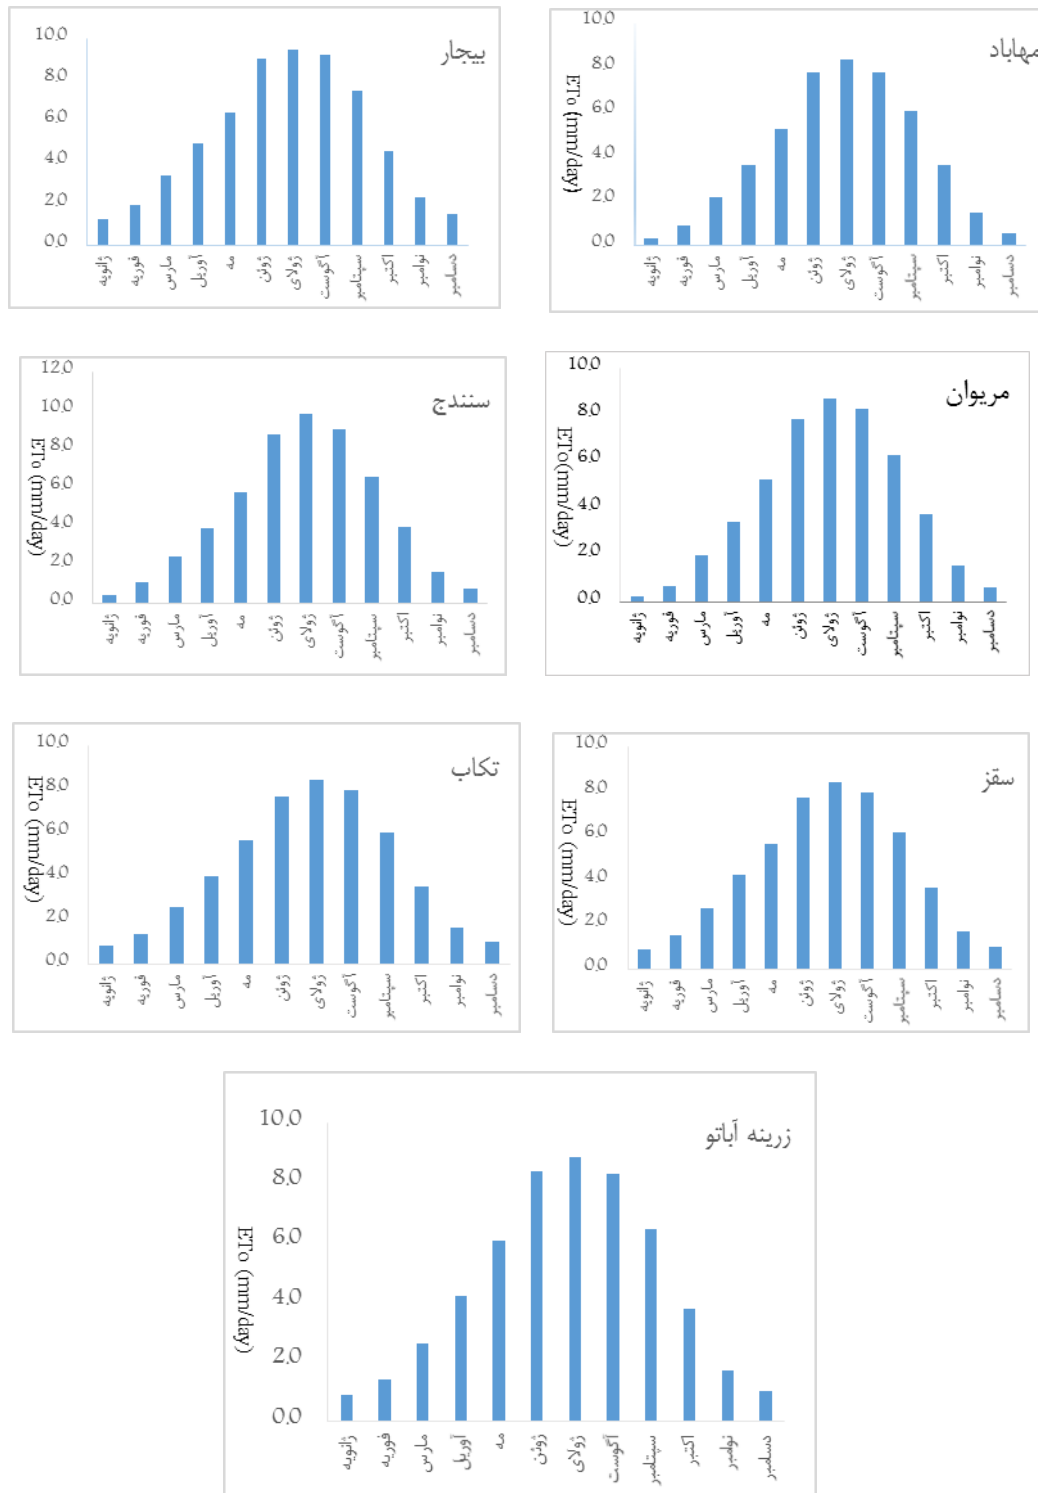 بیجار
10.0
8.0
6.0
4.0
2.0
0.0
ژانویه
فوریه
مارس
آوریل
مه
ژوئن
ژولای
آگوست
سپتامبر
اکتبر
نوامبر
دسامبر
مهاباد
ETo (mm/day)
10.0
8.0
6.0
4.0
2.0
0.0
ژانویه
فوریه
مارس
آوریل
مه
ژوئن
ژولای
آگوست
سپتامبر
اکتبر
نوامبر
دسامبر
سنندج
ETo (mm/day)
12.0
10.0
8.0
6.0
4.0
2.0
0.0
ژانویه
فوریه
مارس
آوریل
مه
ژوئن
ژولای
آگوست
سپتامبر
اکتبر
نوامبر
دسامبر
مریوان
ETo(mm/day)
10.0
8.0
6.0
4.0
2.0
0.0
ژانویه
فوریه
مارس
آوریل
مه
ژوئن
ژولای
آگوست
سپتامبر
اکتبر
نوامبر
دسامبر
تکاب
ETo (mm/day)
10.0
8.0
6.0
4.0
2.0
0.0
ژانویه
فوریه
مارس
آوریل
مه
ژوئن
ژولای
آگوست
سپتامبر
اکتبر
نوامبر
دسامبر
سقز
ETo (mm/day)
10.0
8.0
6.0
4.0
2.0
0.0
ژانویه
فوریه
مارس
آوریل
مه
ژوئن
ژولای
آگوست
سپتامبر
اکتبر
نوامبر
دسامبر
زرینه آباتو
ETo (mm/day)
10.0
8.0
6.0
4.0
2.0
0.0
ژانویه
فوریه
مارس
آوریل
مه
ژوئن
ژولای
آگوست
سپتامبر
اکتبر
نوامبر
دسامبر